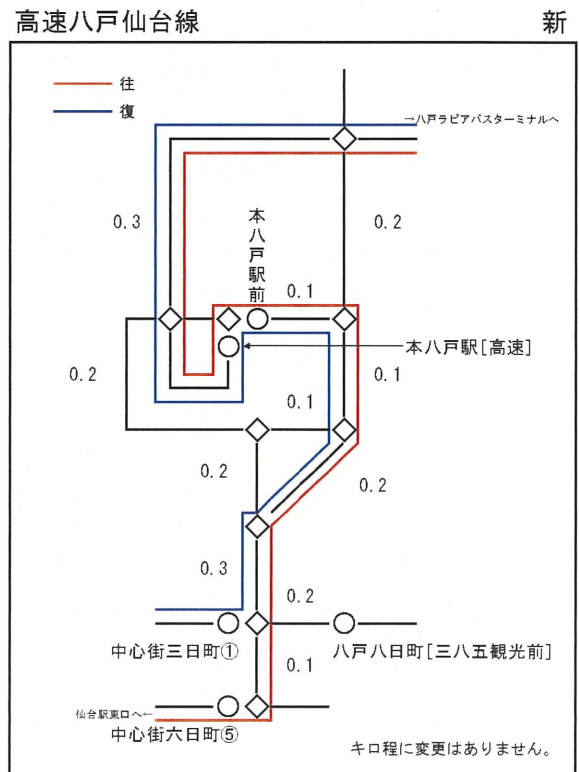 高速八戸仙台線 新
往
復
→八戸ラピアバスターミナルへ
0.3
本八戸駅前
0.2
0.1
本八戸駅[高速]
0.2
0.1
0.1
0.2
0.2
0.3
0.2
中心街三日町①
八戸八日町[三八五観光前]
0.1
仙台駅東口へ←
中心街六日町⑤
キロ程に変更はありません。